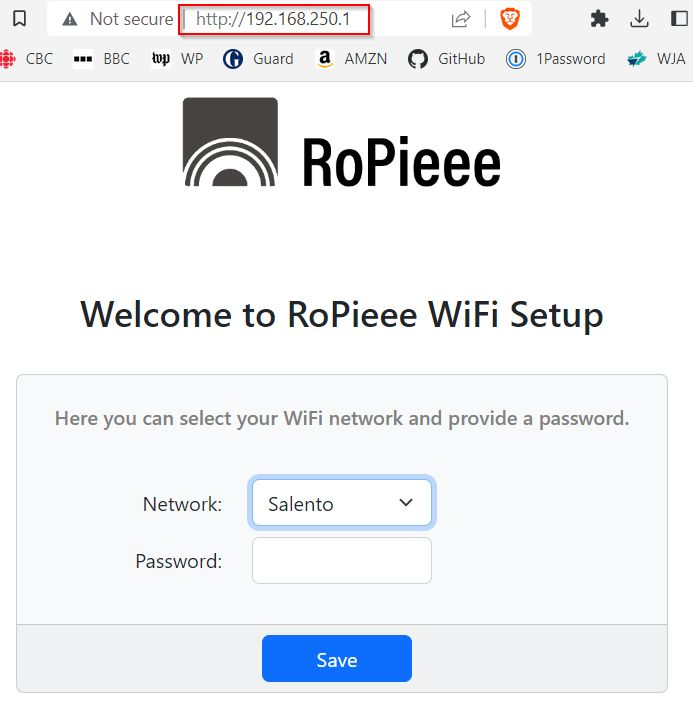 Not secure http://192.168.250.1
CBC BBC wp WP Guard a AMZN GitHub 1Password WJA
RoPieee
Welcome to RoPieee WiFi Setup
Here you can select your WiFi network and provide a password.
Network: Salento
Password:
Save